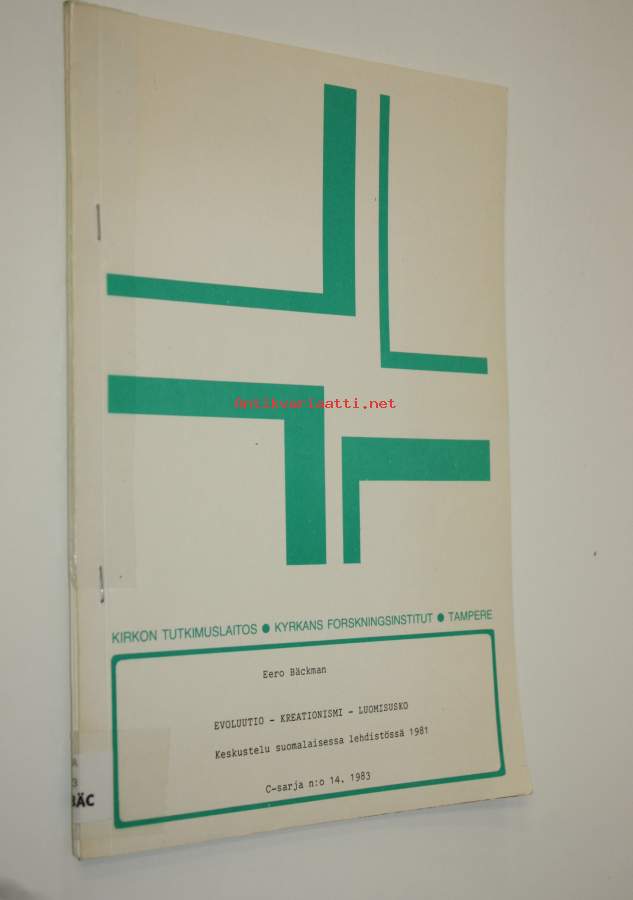 Antikvariaatti.net
KIRKON TUTKIMUSLAITOS ● KYRKANS FORSKNINGSINSTITUT ● TAMPERE
Eero Bäckman
EVOLUUTIO - KREATIONISMI - LUOMISUSKO
Keskustelu suomalaisessa lehdistössä 1981
C-sarja n:o 14. 1983
BÄC